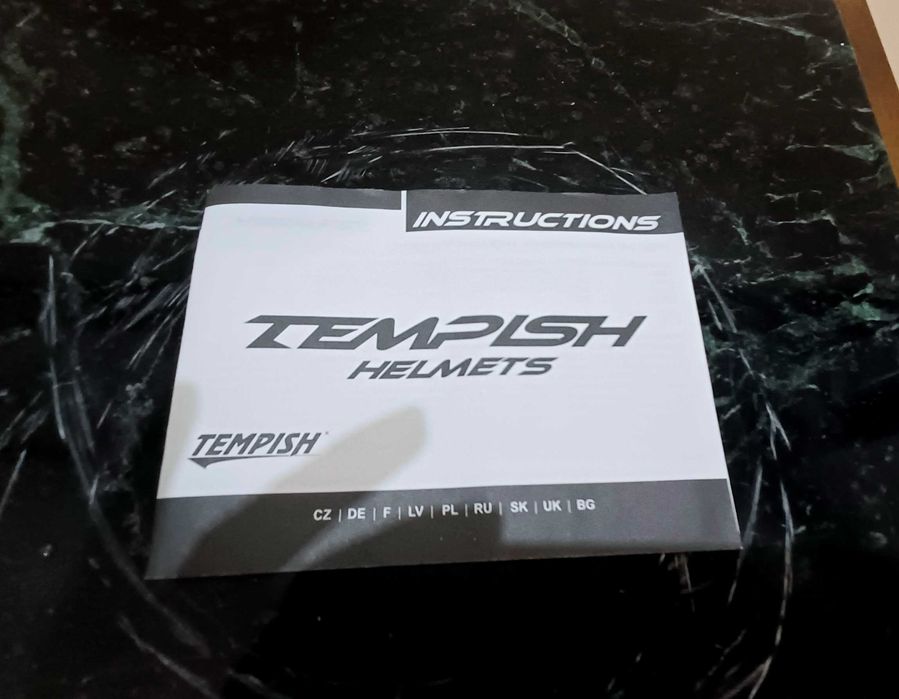 INSTRUCTIONS
TEMPISH
HELMETS
TEMPISH
CZ | DE | F | LV | PL | RU | SK | UK | BG